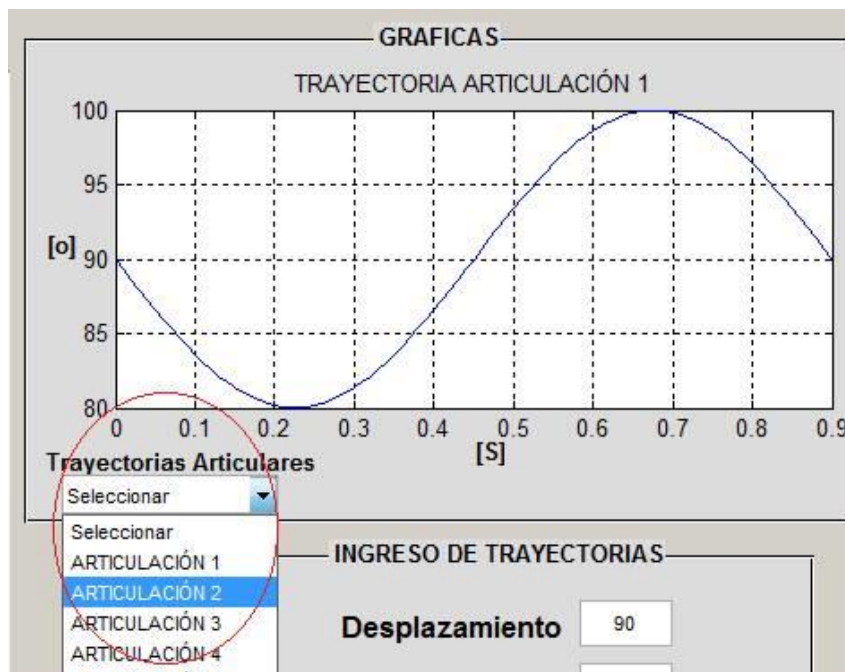 GRAFICAS
TRAYECTORIA ARTICULACIÓN 1
100
95
[o] 90
85
80
0 0.1 0.2 0.3 0.4 0.5 0.6 0.7 0.8 0.9
[S]
Trayectorias Articulares
Seleccionar
Seleccionar
ARTICULACIÓN 1
ARTICULACIÓN 2
ARTICULACIÓN 3
ARTICULACIÓN 4
INGRESO DE TRAYECTORIAS
Desplazamiento 90